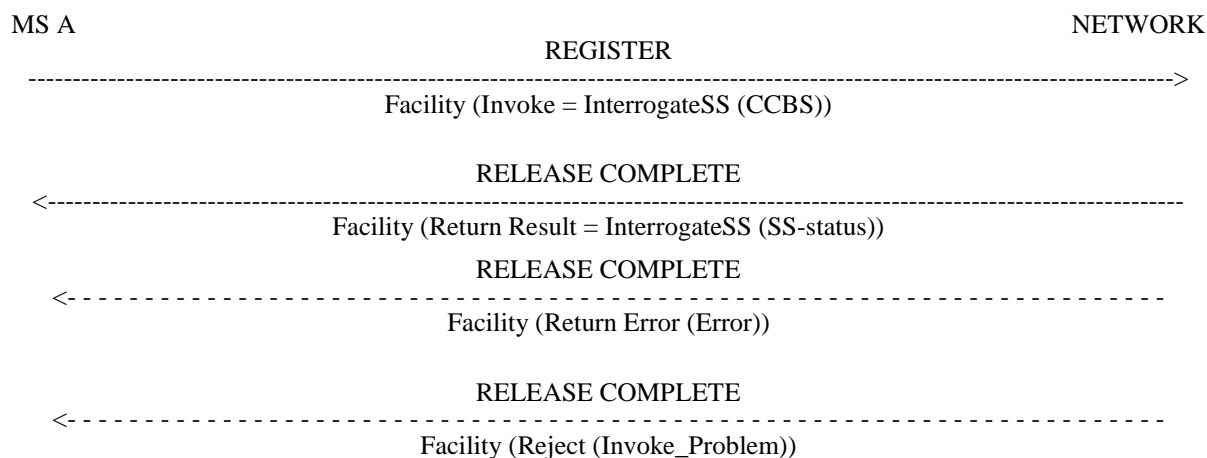 MS A NETWORK
REGISTER
Facility (Invoke = InterrogateSS (CCBS))
RELEASE COMPLETE
Facility (Return Result = InterrogateSS (SS-status))
RELEASE COMPLETE
Facility (Return Error (Error))
RELEASE COMPLETE
Facility (Reject (Invoke_Problem))